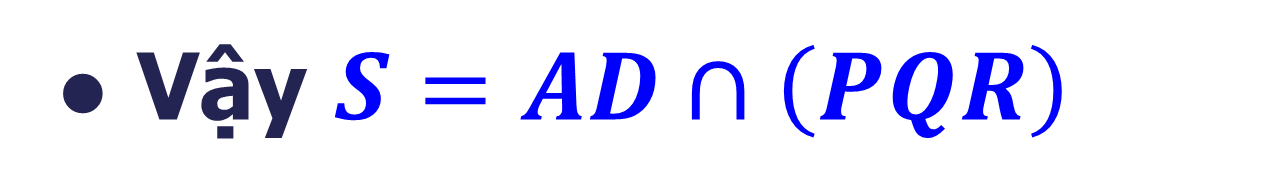 • Vậy S = AD ∩ (PQR)